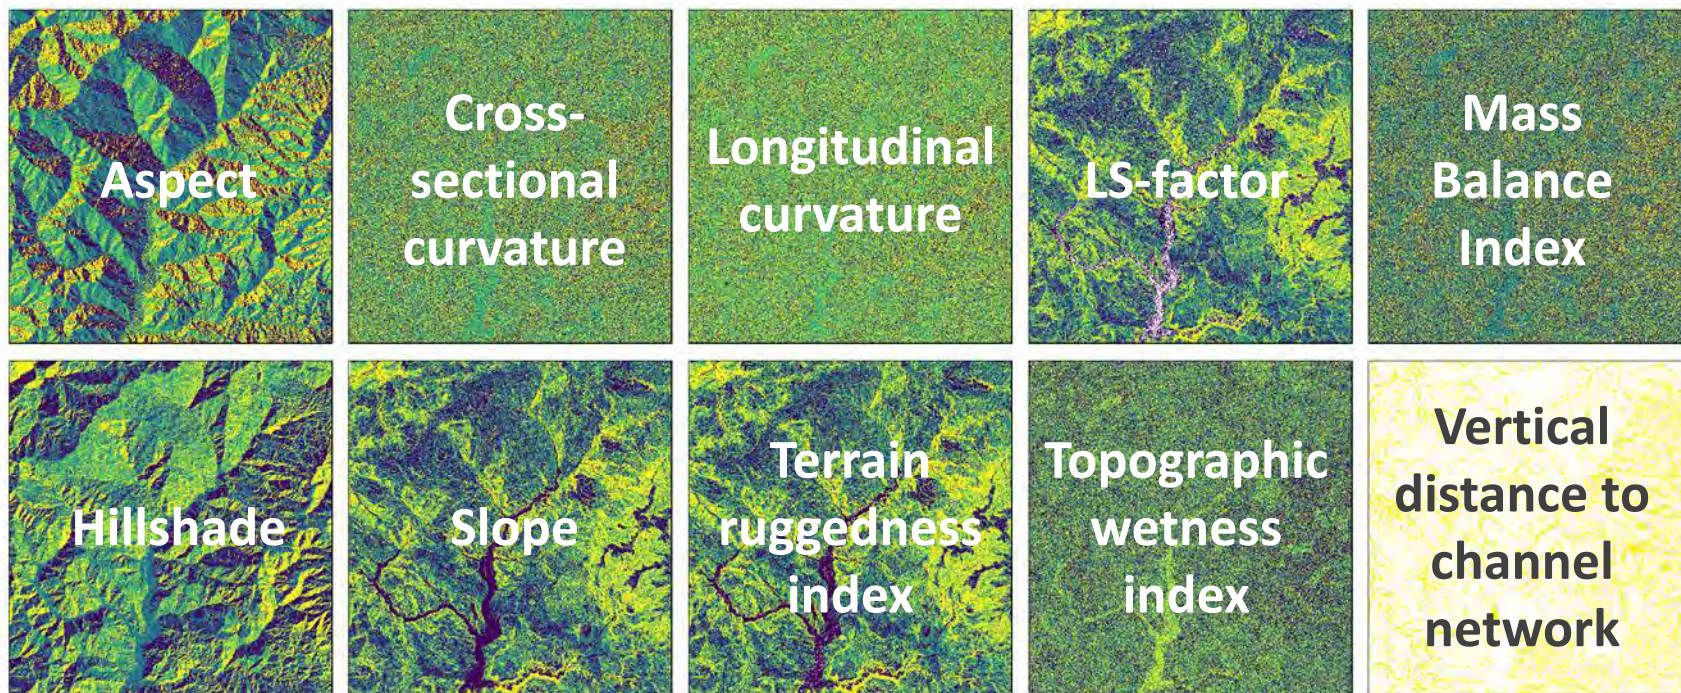 Aspect
Cross-
sectional
curvature
Longitudinal
curvature
LS-factor
Mass
Balance
Index
Hillshade
Slope
Terrain
ruggedness
index
Topographic
wetness
index
Vertical
distance to
channel
network